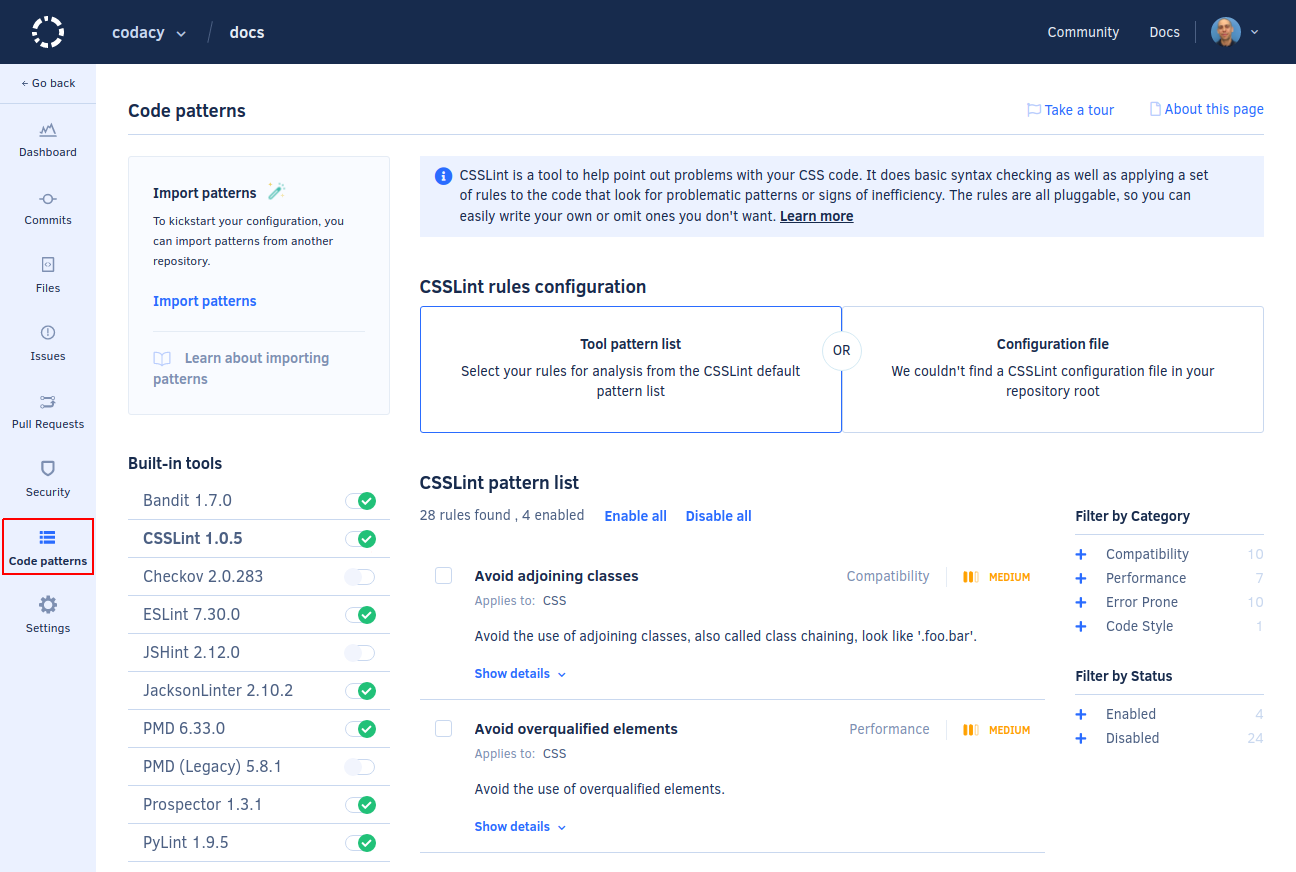 codacy
docs
Community
Docs
← Go back
Dashboard
Commits
Files
Issues
Pull Requests
Security
Code patterns
Settings
Code patterns
Take a tour
About this page
Import patterns
To kickstart your configuration, you
can import patterns from another
repository.
Import patterns
Learn about importing
patterns
Built-in tools
Bandit 1.7.0
CSSLint 1.0.5
Checkov 2.0.283
ESLint 7.30.0
JSHint 2.12.0
JacksonLinter 2.10.2
PMD 6.33.0
PMD (Legacy) 5.8.1
Prospector 1.3.1
PyLint 1.9.5
CSSLint is a tool to help point out problems with your CSS code. It does basic syntax checking as well as applying a set
of rules to the code that look for problematic patterns or signs of inefficiency. The rules are all pluggable, so you can
easily write your own or omit ones you don't want. Learn more
CSSLint rules configuration
Tool pattern list
Select your rules for analysis from the CSSLint default
pattern list
OR
Configuration file
We couldn't find a CSSLint configuration file in your
repository root
CSSLint pattern list
28 rules found , 4 enabled
Enable all
Disable all
Avoid adjoining classes
Compatibility
MEDIUM
Applies to: CSS
Avoid the use of adjoining classes, also called class chaining, look like '.foo.bar'.
Show details
Avoid overqualified elements
Performance
MEDIUM
Applies to: CSS
Avoid the use of overqualified elements.
Show details
Filter by Category
+ Compatibility 10
+ Performance 7
+ Error Prone 10
+ Code Style 1
Filter by Status
+ Enabled 4
+ Disabled 24